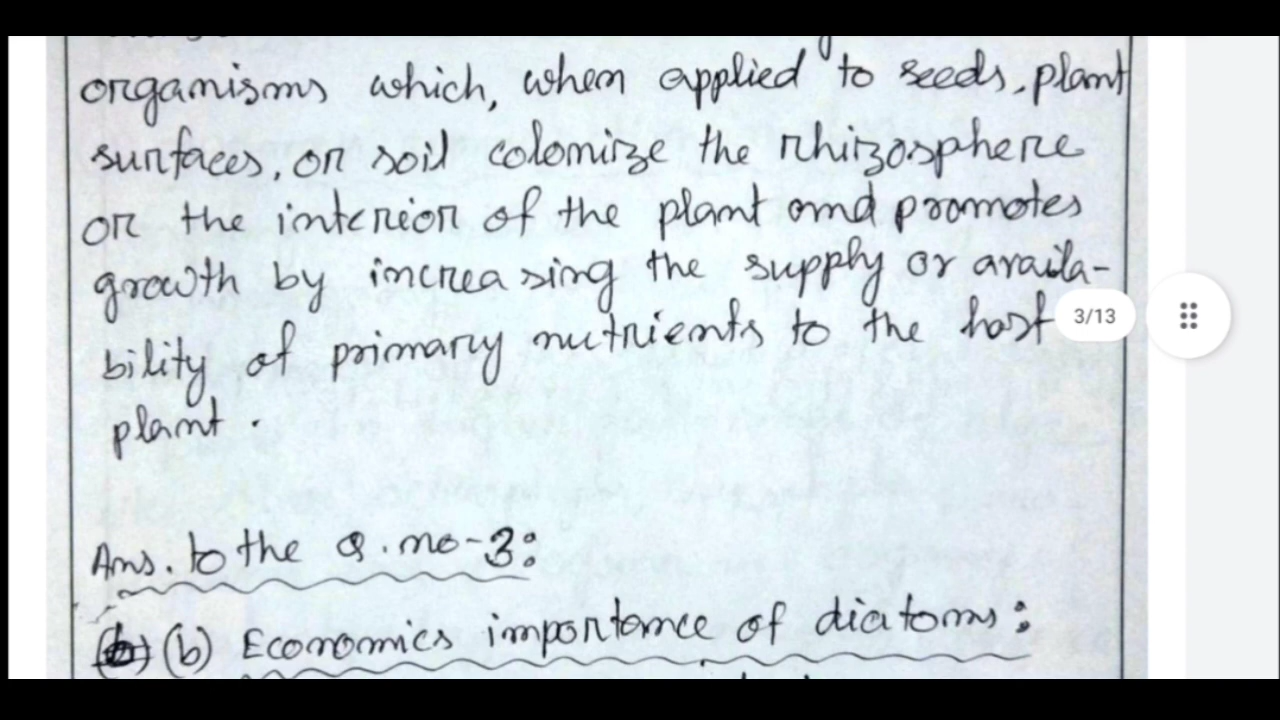 organisms which, when applied to seeds, plant
surfaces, or soil colonize the rhizosphere
or the interior of the plant and promotes
growth by increasing the supply or availa-
bility of primary nutrients to the host
3/13
plant.
Ans. to the Q. no-3:
(b) Economics importance of diatoms: